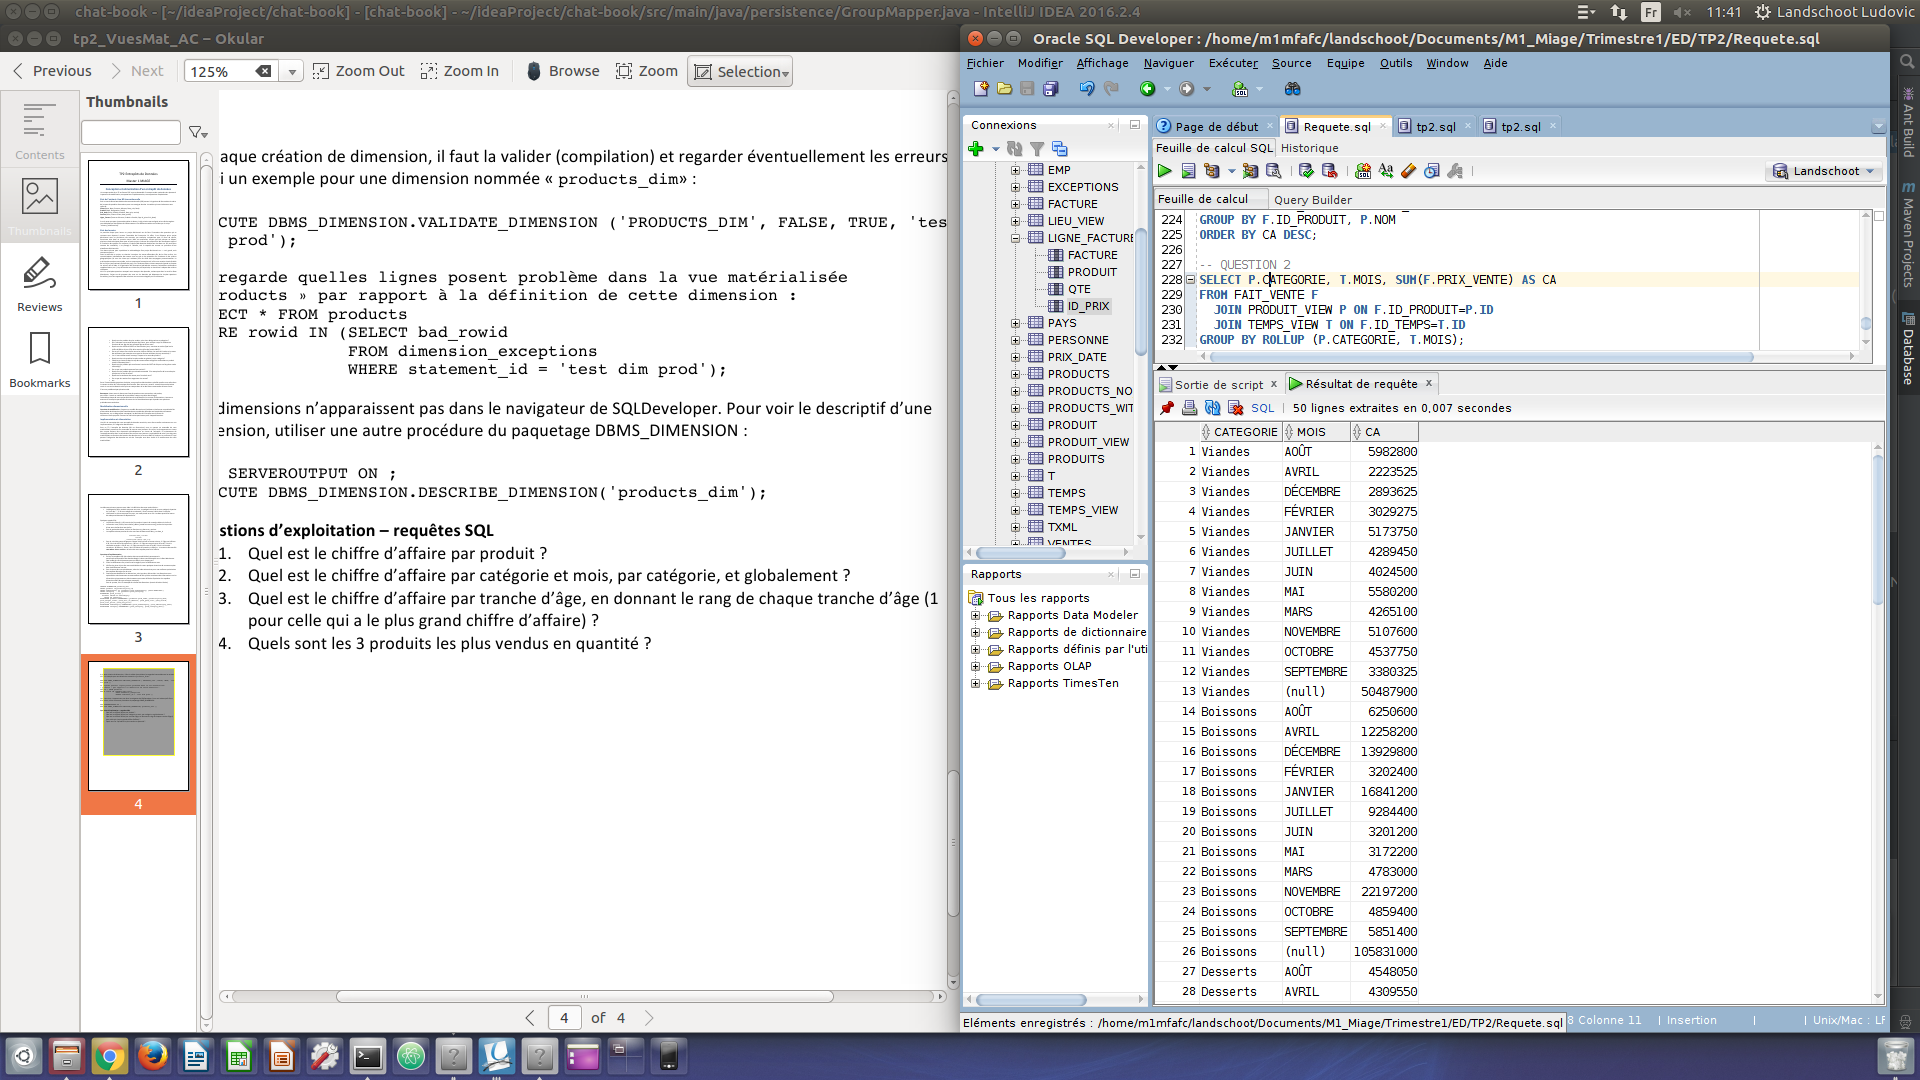 chat-book - [~/ideaProject/chat-book] - [chat-book] - ~/ideaProject/chat-book/src/main/java/persistence/GroupMapper.java - IntelliJ IDEA 2016.2.4
Fr
11:41
Landschoot Ludovic
tp2_VuesMat_AC – Okular
Previous
Next
125%
Zoom Out
Zoom In
Browse
Zoom
Selection
Contents
Thumbnails
Reviews
Bookmarks
Thumbnails
1
2
3
4
aque création de dimension, il faut la valider (compilation) et regarder éventuellement les erreurs
i un exemple pour une dimension nommée « products_dim» :
CUTE DBMS_DIMENSION.VALIDATE_DIMENSION ('PRODUCTS_DIM', FALSE, TRUE, 'tes
prod');
regarde quelles lignes posent problème dans la vue matérialisée
roducts » par rapport à la définition de cette dimension :
ECT * FROM products
RE rowid IN (SELECT bad_rowid
FROM dimension_exceptions
WHERE statement_id = 'test dim prod');
dimensions n'apparaissent pas dans le navigateur de SQLDeveloper. Pour voir le descriptif d'une
ension, utiliser une autre procédure du paquetage DBMS_DIMENSION :
SERVEROUTPUT ON ;
CUTE DBMS_DIMENSION.DESCRIBE_DIMENSION('products_dim');
stions d'exploitation – requêtes SQL
1. Quel est le chiffre d'affaire par produit ?
2. Quel est le chiffre d'affaire par catégorie et mois, par catégorie, et globalement ?
3. Quel est le chiffre d'affaire par tranche d'âge, en donnant le rang de chaque tranche d'âge (1
pour celle qui a le plus grand chiffre d'affaire) ?
4. Quels sont les 3 produits les plus vendus en quantité ?
4 of 4
Oracle SQL Developer : /home/m1mfafc/landschoot/Documents/M1_Miage/Trimestre1/ED/TP2/Requete.sql
Fichier Modifier Affichage Naviguer Exécuter Source Equipe Outils Window Aide
Connexions
EMP
EXCEPTIONS
FACTURE
LIEU_VIEW
LIGNE_FACTURE
FACTURE
PRODUIT
QTE
ID_PRIX
PAYS
PERSONNE
PRIX_DATE
PRODUCTS
PRODUCTS_NO
PRODUCTS_WIT
PRODUIT
PRODUIT_VIEW
PRODUITS
T
TEMPS
TEMPS_VIEW
TXML
VENTES
Rapports
Tous les rapports
Rapports Data Modeler
Rapports de dictionnaire
Rapports définis par l'uti
Rapports OLAP
Rapports TimesTen
Page de début
Requete.sql
tp2.sql
tp2.sql
Feuille de calcul SQL Historique
Landschoot
Feuille de calcul Query Builder
224 GROUP BY F.ID_PRODUIT, P.NOM
225 ORDER BY CA DESC;
226
227 -- QUESTION 2
228 SELECT P.CATEGORIE, T.MOIS, SUM(F.PRIX_VENTE) AS CA
229 FROM FAIT_VENTE F
230 JOIN PRODUIT_VIEW P ON F.ID_PRODUIT=P.ID
231 JOIN TEMPS_VIEW T ON F.ID_TEMPS=T.ID
232 GROUP BY ROLLUP (P.CATEGORIE, T.MOIS);
Sortie de script
Résultat de requête
SQL
50 lignes extraites en 0,007 secondes
CATEGORIE MOIS CA
1 Viandes AOÛT 5982800
2 Viandes AVRIL 2223525
3 Viandes DÉCEMBRE 2893625
4 Viandes FÉVRIER 3029275
5 Viandes JANVIER 5173750
6 Viandes JUILLET 4289450
7 Viandes JUIN 4024500
8 Viandes MAI 5580200
9 Viandes MARS 4265100
10 Viandes NOVEMBRE 5107600
11 Viandes OCTOBRE 4537750
12 Viandes SEPTEMBRE 3380325
13 Viandes (null) 50487900
14 Boissons AOÛT 6250600
15 Boissons AVRIL 12258200
16 Boissons DÉCEMBRE 13929800
17 Boissons FÉVRIER 3202400
18 Boissons JANVIER 16841200
19 Boissons JUILLET 9284400
20 Boissons JUIN 3201200
21 Boissons MAI 3172200
22 Boissons MARS 4783000
23 Boissons NOVEMBRE 22197200
24 Boissons OCTOBRE 4859400
25 Boissons SEPTEMBRE 5851400
26 Boissons (null) 105831000
27 Desserts AOÛT 4548050
28 Desserts AVRIL 4309550
Eléments enregistrés : /home/m1mfafc/landschoot/Documents/M1_Miage/Trimestre1/ED/TP2/Requete.sql
8 Colonne 11
Insertion
Unix/Mac : LF
Ant Build
Maven
Database